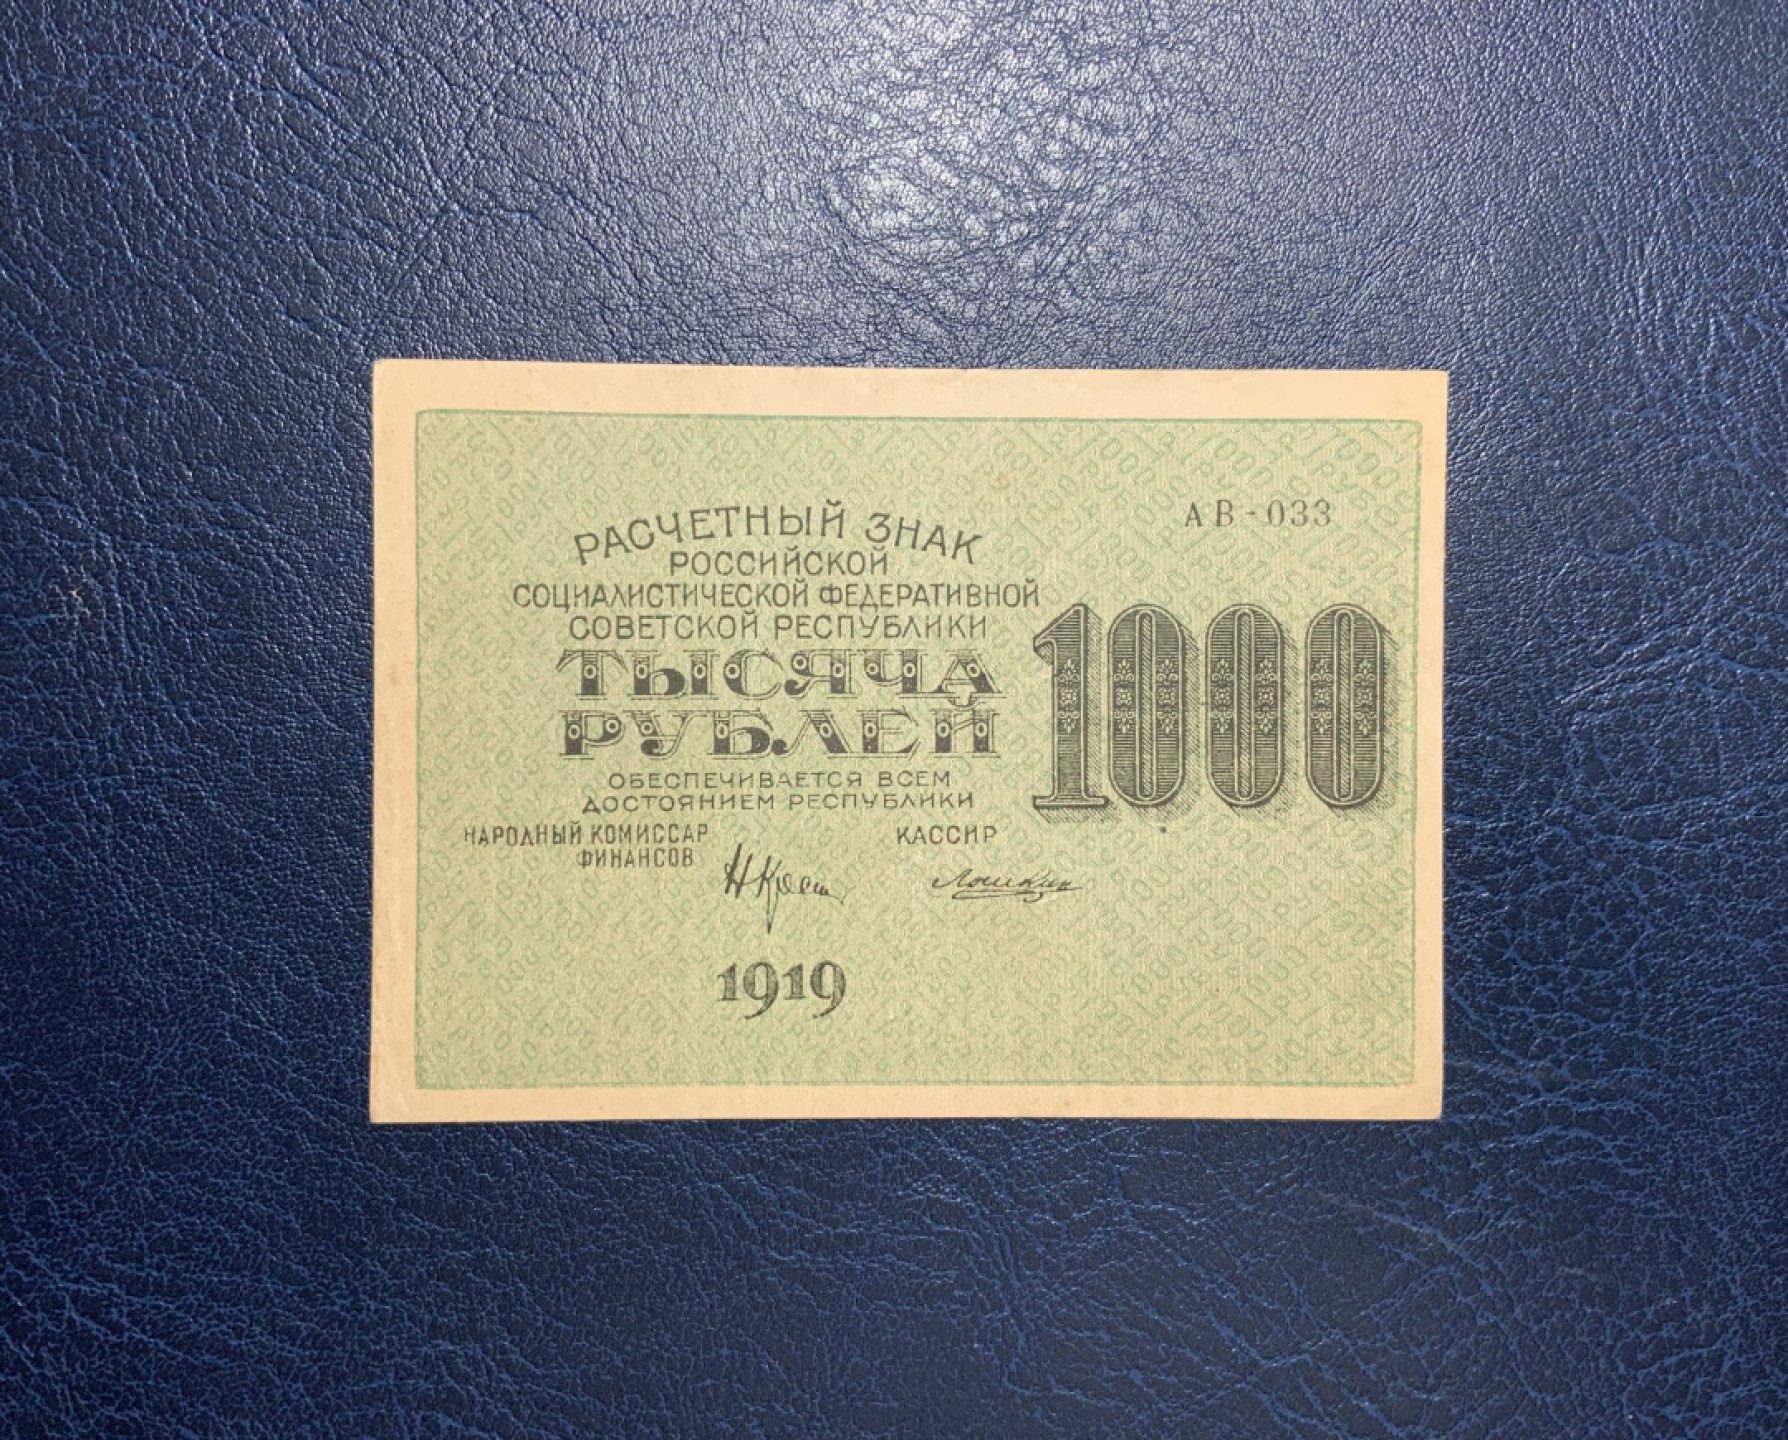 РАСЧЕТНЫЙ ЗНАК
АВ-033
РОССИЙСКОЙ
СОЦИАЛИСТИЧЕСКОЙ ФЕДЕРАТИВНОЙ
СОВЕТСКОЙ РЕСПУБЛИКИ
ТЫСЯЧА
РУБЛЕЙ
1000
ОБЕСПЕЧИВАЕТСЯ ВСЕМ
ДОСТОЯНИЕМ РЕСПУБЛИКИ
НАРОДНЫЙ КОМИССАР
ФИНАНСОВ
КАССИР
1919